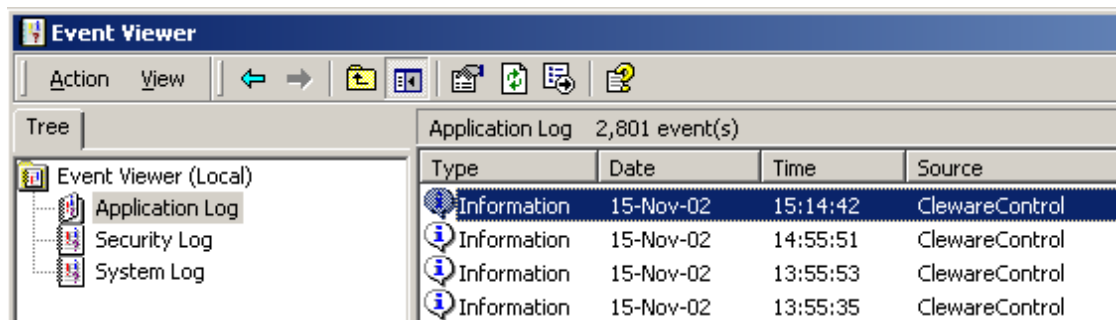 Event Viewer
Action View
Tree
Application Log 2,801 event(s)
Event Viewer (Local)
Application Log
Security Log
System Log
Type Date Time Source
Information 15-Nov-02 15:14:42 ClewareControl
Information 15-Nov-02 14:55:51 ClewareControl
Information 15-Nov-02 13:55:53 ClewareControl
Information 15-Nov-02 13:55:35 ClewareControl